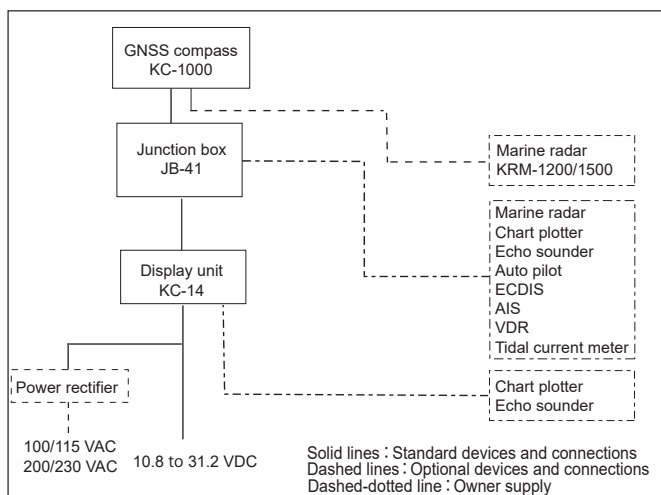 GNSS compass
KC-1000
Junction box
JB-41
Display unit
KC-14
Power rectifier
100/115 VAC
200/230 VAC
10.8 to 31.2 VDC
Marine radar
KRM-1200/1500
Marine radar
Chart plotter
Echo sounder
Auto pilot
ECDIS
AIS
VDR
Tidal current meter
Chart plotter
Echo sounder
Solid lines : Standard devices and connections
Dashed lines : Optional devices and connections
Dashed-dotted line : Owner supply